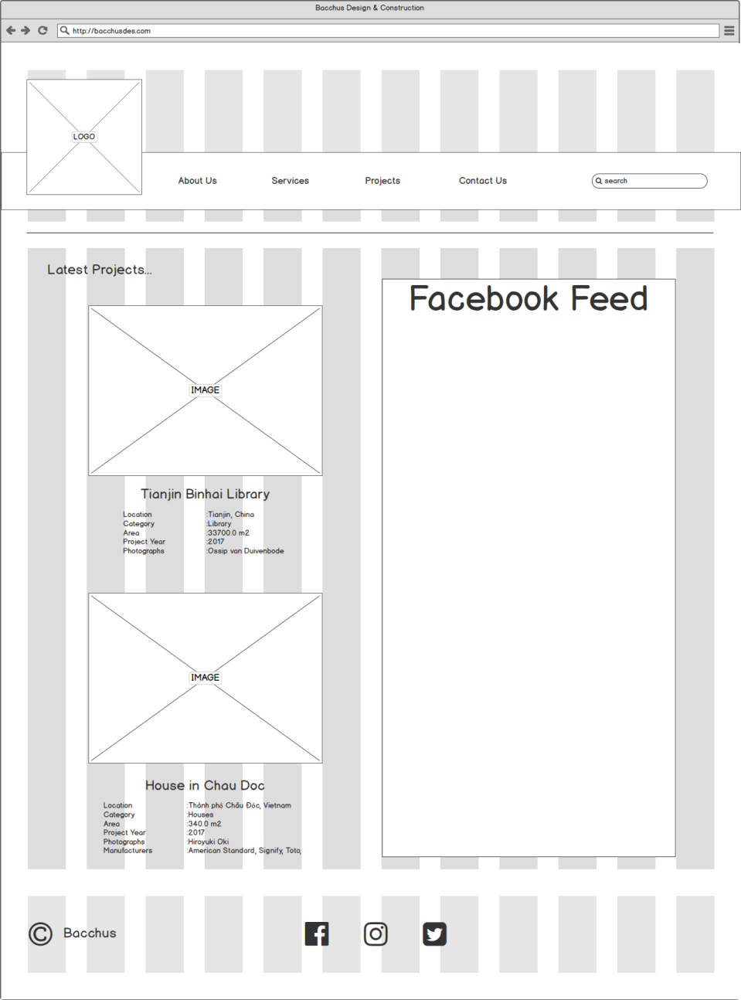 Bacchus Design & Construction
http://bacchusdes.com
LOGO
About Us
Services
Projects
Contact Us
search
Latest Projects...
Facebook Feed
IMAGE
Tianjin Binhai Library
Location :Tianjin, China
Category :Library
Area :33700.0 m2
Project Year :2017
Photographs :Ossip van Duivenbode
IMAGE
House in Chau Doc
Location :Thành phố Châu Đốc, Vietnam
Category :Houses
Area :340.0 m2
Project Year :2017
Photographs :Hiroyuki Oki
Manufacturers :American Standard, Signify, Toto,
© Bacchus